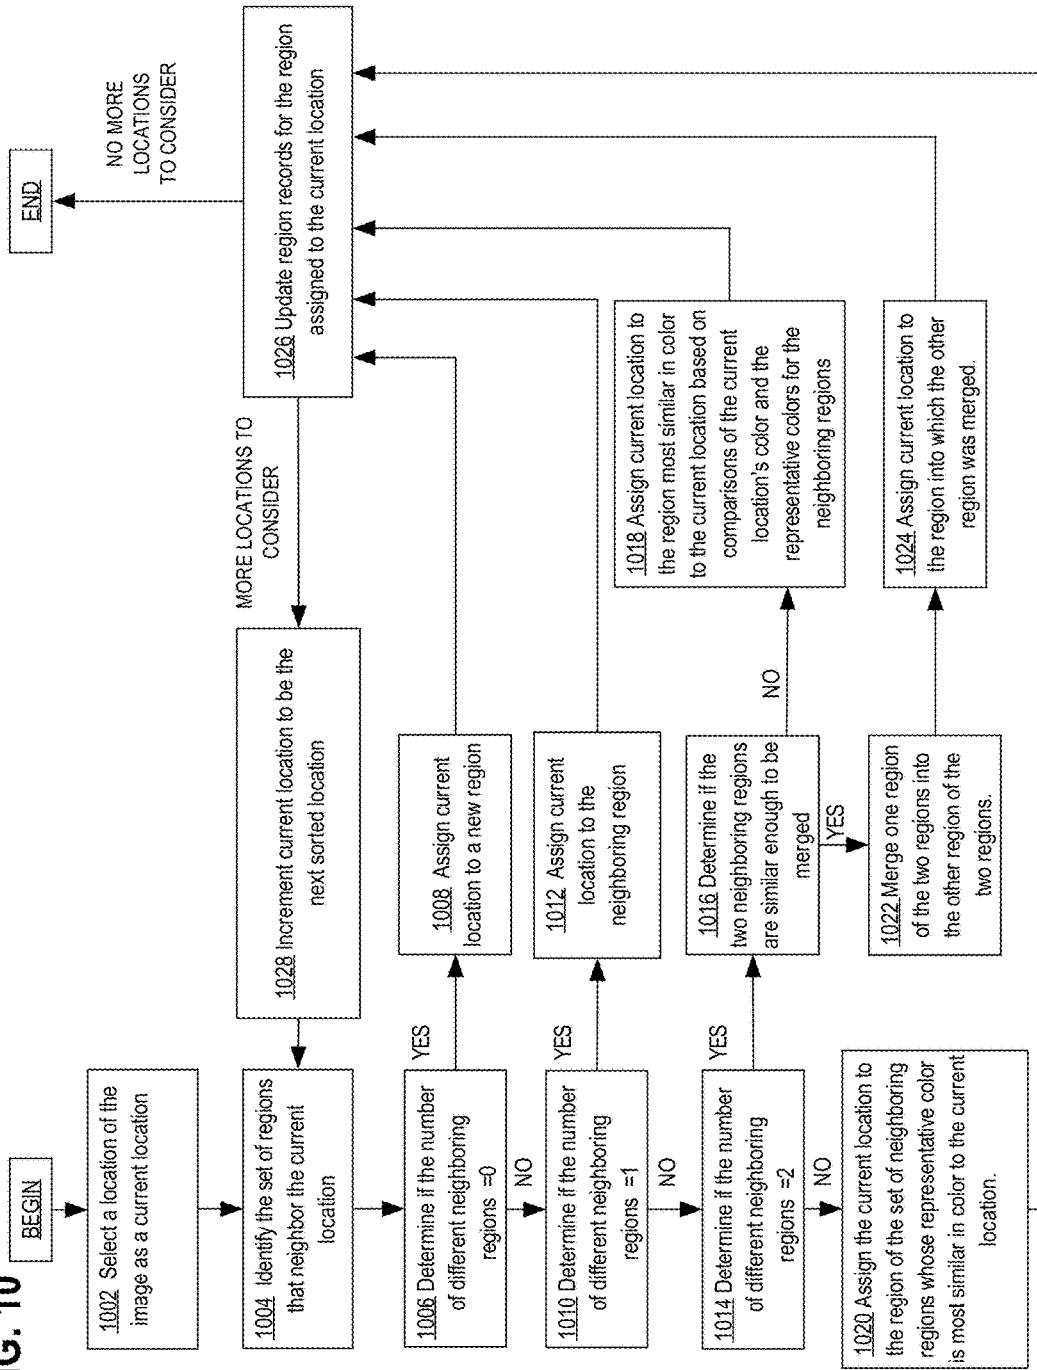 G. 10
BEGIN
1002 Select a location of the
image as a current location
1004 Identify the set of regions
that neighbor the current
location
1006 Determine if the number
of different neighboring
regions =0
YES
NO
1008 Assign current
location to a new region
1010 Determine if the number
of different neighboring
regions =1
YES
NO
1012 Assign current
location to the
neighboring region
1014 Determine if the number
of different neighboring
regions =2
YES
NO
1016 Determine if the
two neighboring regions
are similar enough to be
merged
NO
YES
1018 Assign current location to
the region most similar in color
to the current location based on
comparisons of the current
location's color and the
representative colors for the
neighboring regions
1020 Assign the current location to
the region of the set of neighboring
regions whose representative color
is most similar in color to the current
location.
1022 Merge one region
of the two regions into
the other region of the
two regions.
1024 Assign current location to
the region into which the other
region was merged.
1026 Update region records for the region
assigned to the current location
MORE LOCATIONS TO
CONSIDER
1028 Increment current location to be the
next sorted location
NO MORE
LOCATIONS
TO CONSIDER
END